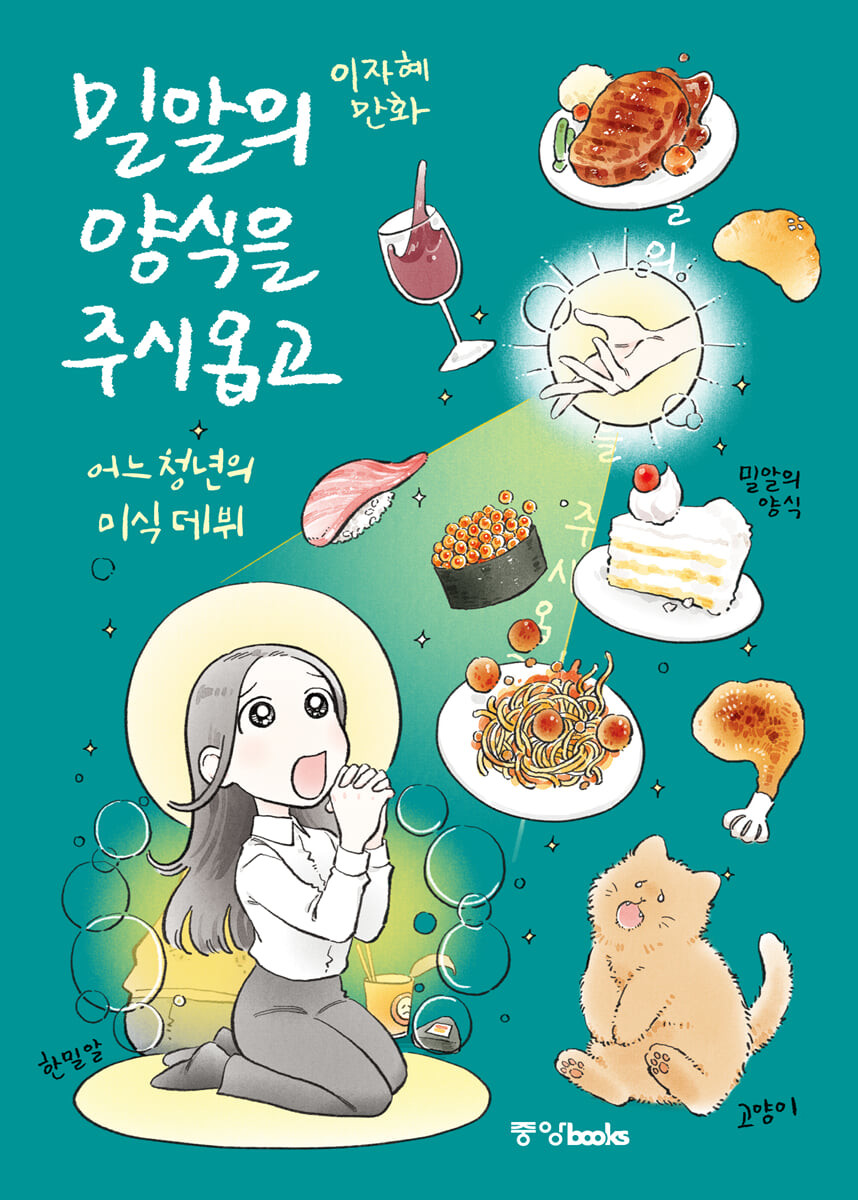 밀알의
양식을
주시옵고
이자혜
만화
어느 청년의
미식 데뷔
밀알의
양식
한밀알
고양이
중앙books